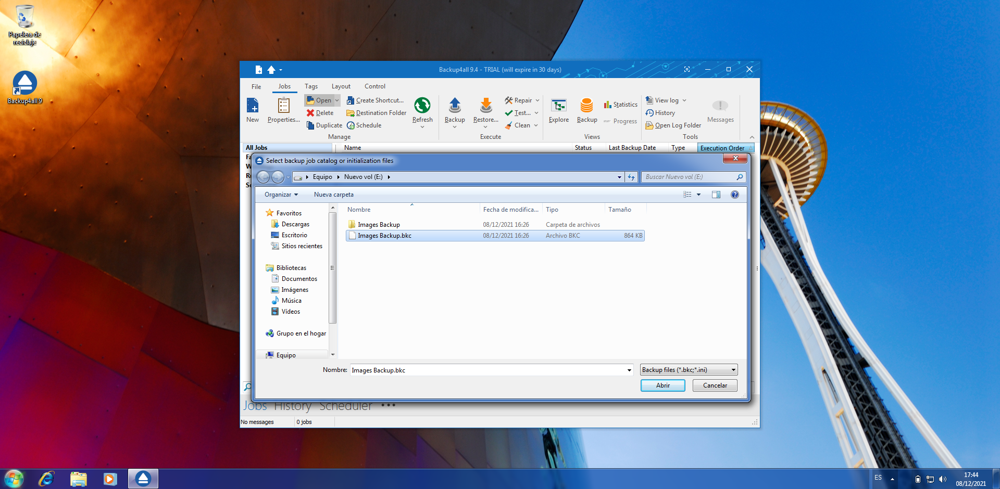 Papelera de
reciclaje
Backup4all 9
Backup4all 9.4 - TRIAL (will expire in 30 days)
File
Jobs
Tags
Layout
Control
New
Properties...
Open
Delete
Duplicate
Create Shortcut...
Destination Folder
Schedule
Refresh
Manage
Backup
Restore...
Repair
Test...
Clean
Execute
Explore
Backup
Statistics
Progress
Views
View log
History
Open Log Folder
Messages
Tools
All Jobs
Name
Status
Last Backup Date
Type
Execution Order
Select backup job catalog or initialization files
Equipo
Nuevo vol (E:)
Buscar Nuevo vol (E:)
Organizar
Nueva carpeta
Favoritos
Descargas
Escritorio
Sitios recientes
Bibliotecas
Documentos
Imágenes
Música
Vídeos
Grupo en el hogar
Equipo
Nombre
Fecha de modifica...
Tipo
Tamaño
Images Backup
08/12/2021 16:26
Carpeta de archivos
Images Backup.bkc
08/12/2021 16:26
Archivo BKC
864 KB
Nombre:
Images Backup.bkc
Backup files (*.bkc;*.ini)
Abrir
Cancelar
Jobs
History
Scheduler
No messages
0 jobs
ES
17:44
08/12/2021